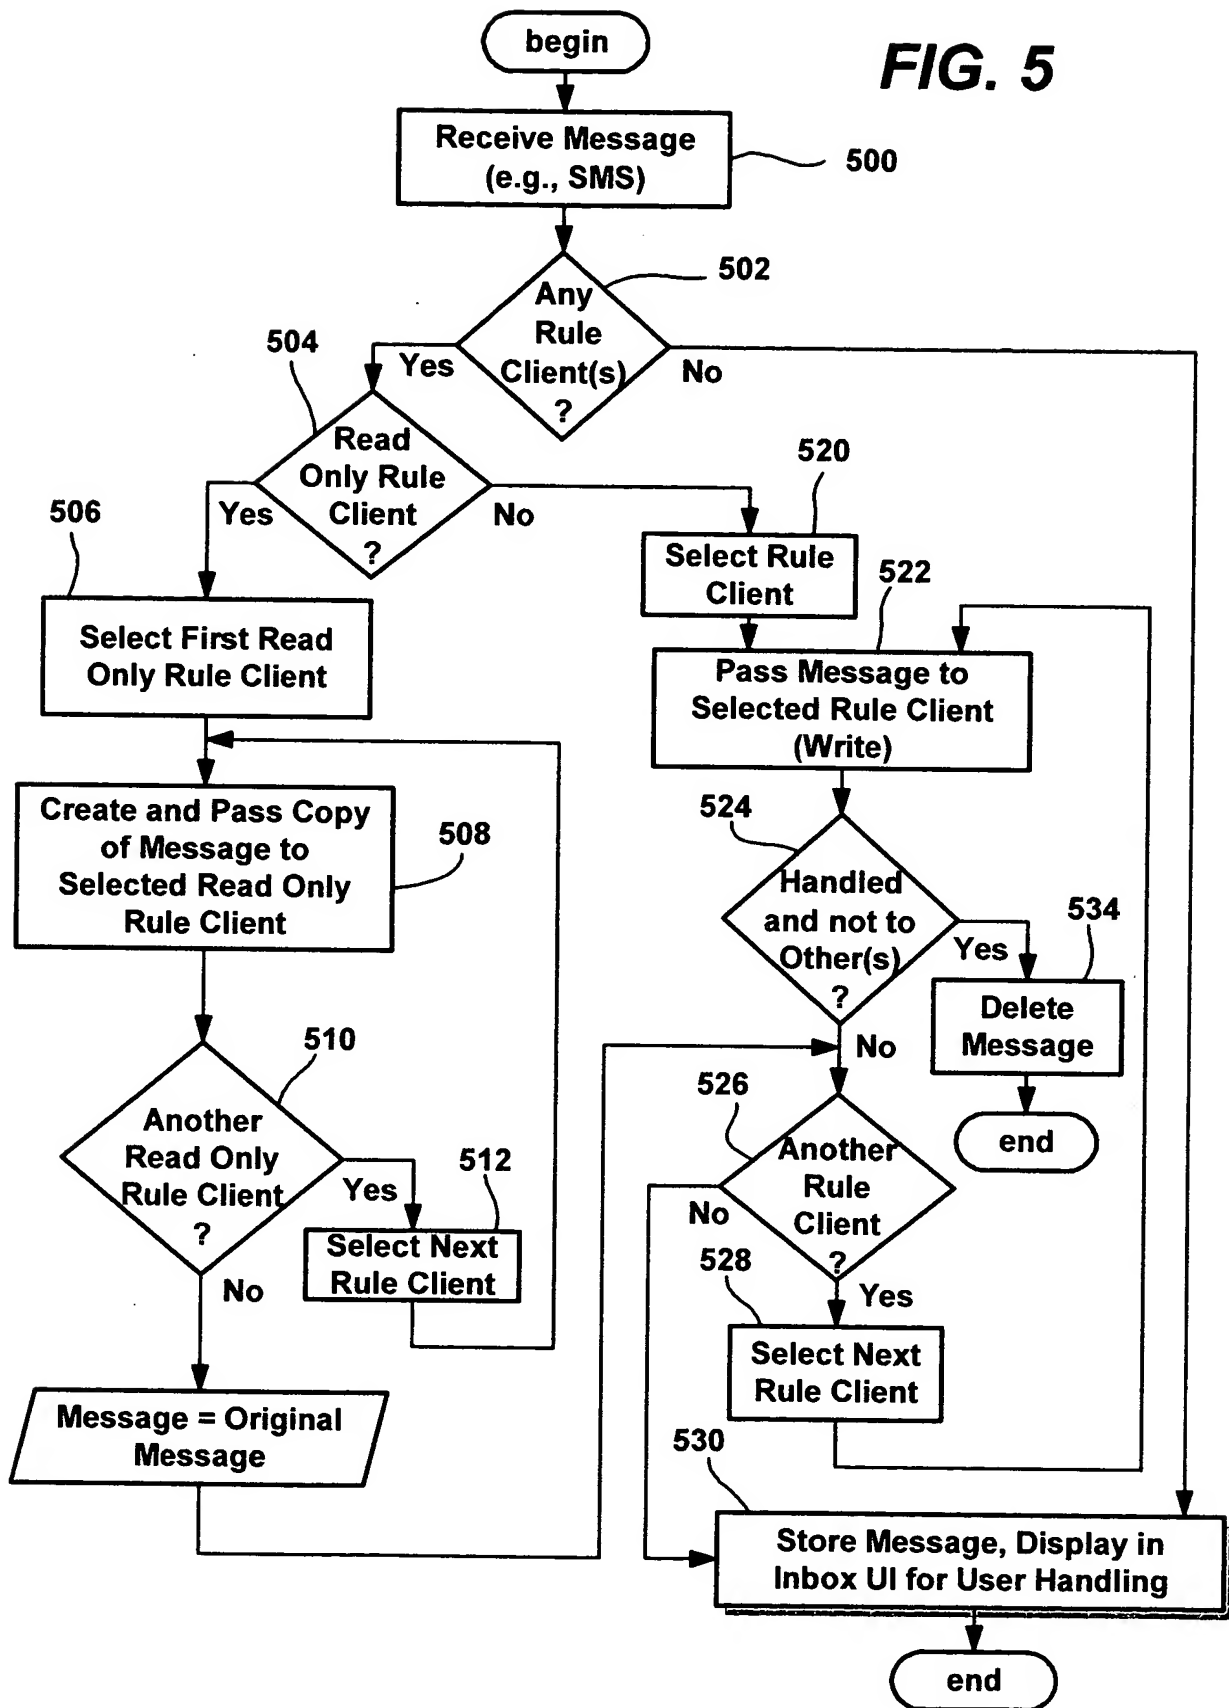 begin
FIG. 5
Receive Message
(e.g., SMS)
500
502
Any
Rule
Client(s)
?
Yes
No
504
Read
Only Rule
Client
?
Yes
No
506
Select First Read
Only Rule Client
520
Select Rule
Client
522
Pass Message to
Selected Rule Client
(Write)
Create and Pass Copy
of Message to
Selected Read Only
Rule Client
508
524
Handled
and not to
Other(s)
?
Yes
No
534
Delete
Message
end
510
Another
Read Only
Rule Client
?
Yes
No
512
Select Next
Rule Client
526
Another
Rule
Client
?
No
Yes
528
Select Next
Rule Client
Message = Original
Message
530
Store Message, Display in
Inbox UI for User Handling
end